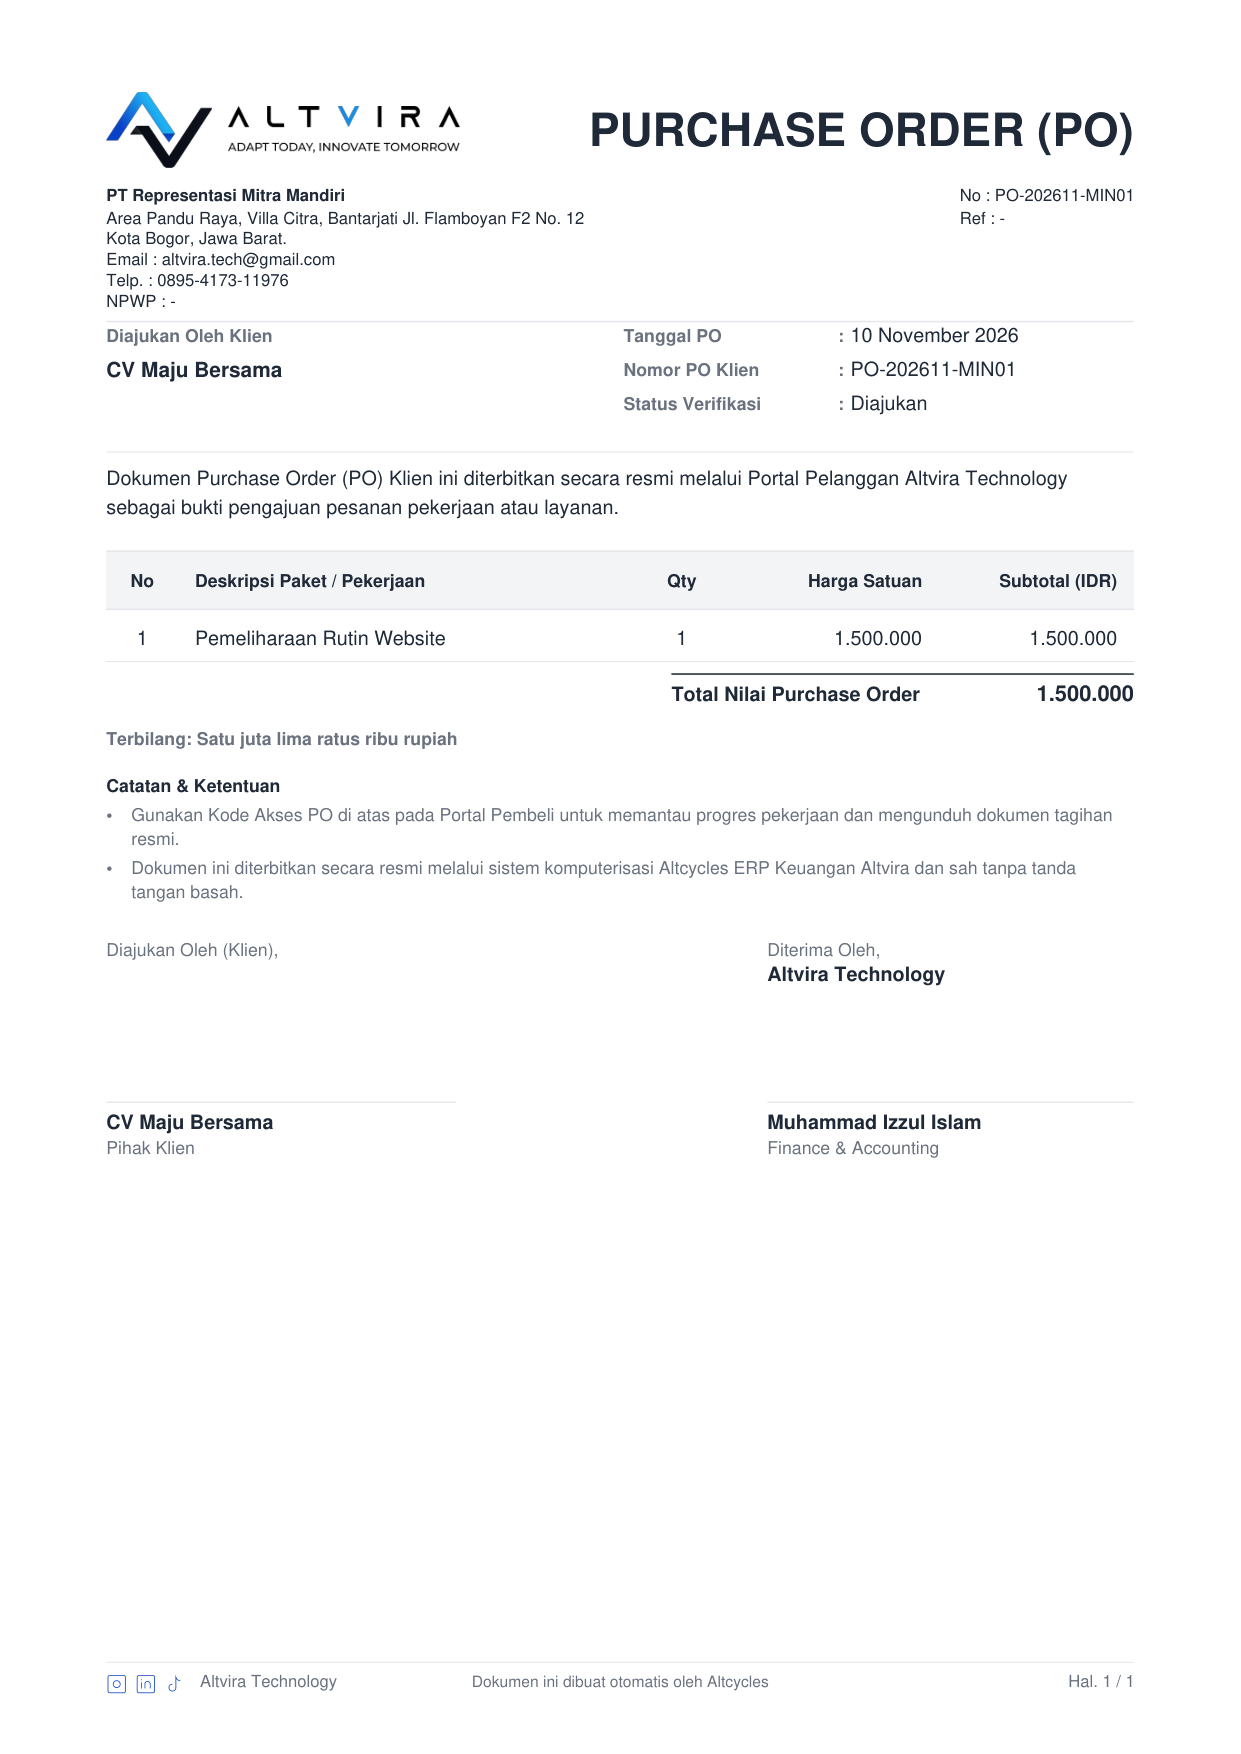 ALTVIRA
ADAPT TODAY, INNOVATE TOMORROW
PURCHASE ORDER (PO)
PT Representasi Mitra Mandiri
Area Pandu Raya, Villa Citra, Bantarjati Jl. Flamboyan F2 No. 12
Kota Bogor, Jawa Barat.
Email : altvira.tech@gmail.com
Telp. : 0895-4173-11976
NPWP : -
No : PO-202611-MIN01
Ref : -
Diajukan Oleh Klien
CV Maju Bersama
Tanggal PO : 10 November 2026
Nomor PO Klien : PO-202611-MIN01
Status Verifikasi : Diajukan
Dokumen Purchase Order (PO) Klien ini diterbitkan secara resmi melalui Portal Pelanggan Altvira Technology
sebagai bukti pengajuan pesanan pekerjaan atau layanan.
No Deskripsi Paket / Pekerjaan Qty Harga Satuan Subtotal (IDR)
1 Pemeliharaan Rutin Website 1 1.500.000 1.500.000
Total Nilai Purchase Order 1.500.000
Terbilang: Satu juta lima ratus ribu rupiah
Catatan & Ketentuan
• Gunakan Kode Akses PO di atas pada Portal Pembeli untuk memantau progres pekerjaan dan mengunduh dokumen tagihan
resmi.
• Dokumen ini diterbitkan secara resmi melalui sistem komputerisasi Altcycles ERP Keuangan Altvira dan sah tanpa tanda
tangan basah.
Diajukan Oleh (Klien),
CV Maju Bersama
Pihak Klien
Diterima Oleh,
Altvira Technology
Muhammad Izzul Islam
Finance & Accounting
Altvira Technology Dokumen ini dibuat otomatis oleh Altcycles Hal. 1 / 1